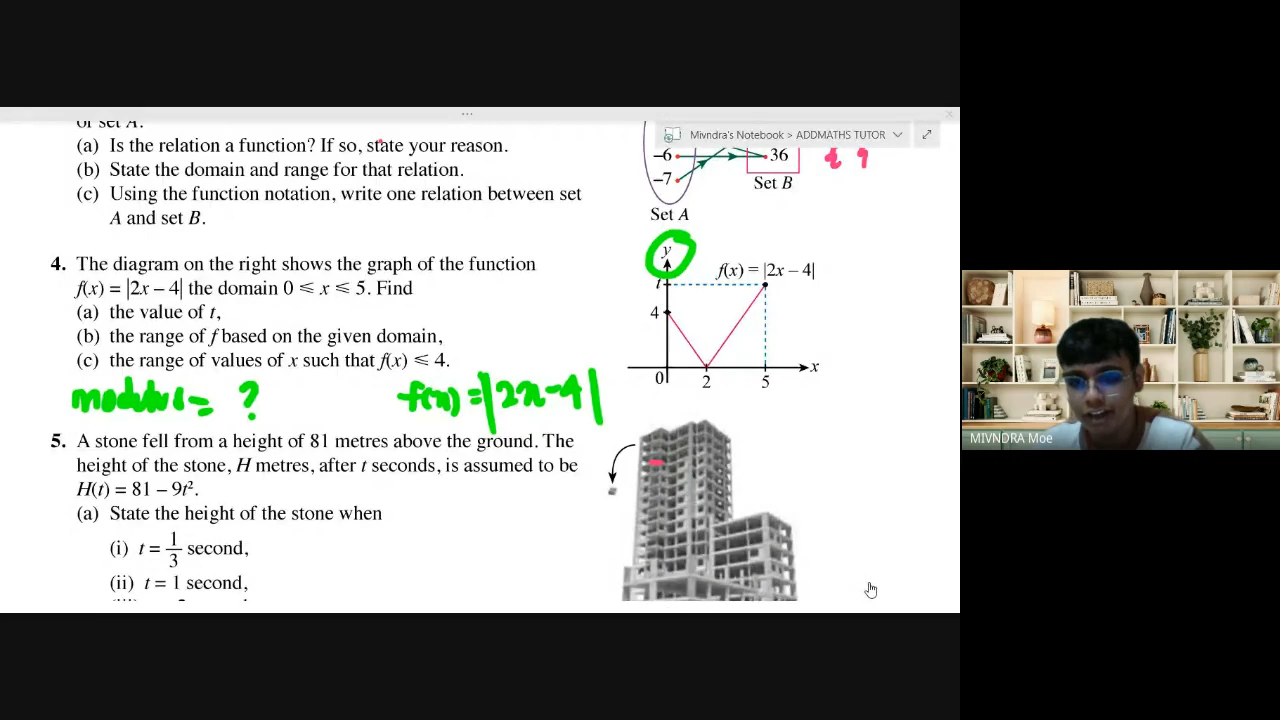 or set A.
(a) Is the relation a function? If so, state your reason.
(b) State the domain and range for that relation.
(c) Using the function notation, write one relation between set
A and set B.
Mivndra's Notebook > ADDMATHS TUTOR
–6
36
–7
Set B
Set A
4. The diagram on the right shows the graph of the function
f(x) = |2x – 4| the domain 0 ⩽ x ⩽ 5. Find
(a) the value of t,
(b) the range of f based on the given domain,
(c) the range of values of x such that f(x) ⩽ 4.
y
f(x) = |2x – 4|
t
4
0
2
5
x
modulus = ?
f(x) = |2x-4|
5. A stone fell from a height of 81 metres above the ground. The
height of the stone, H metres, after t seconds, is assumed to be
H(t) = 81 – 9t².
(a) State the height of the stone when
(i) t = 1/3 second,
(ii) t = 1 second,
MIVNDRA Moe